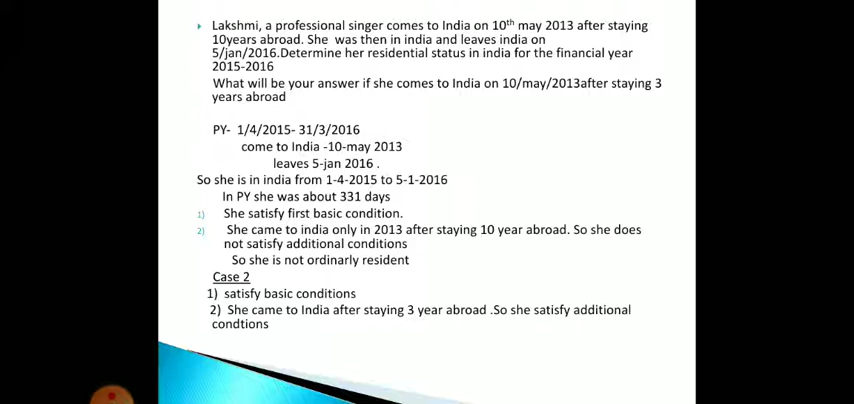 Lakshmi, a professional singer comes to India on 10th may 2013 after staying
10years abroad. She was then in india and leaves india on
5/jan/2016.Determine her residential status in india for the financial year
2015-2016
What will be your answer if she comes to India on 10/may/2013after staying 3
years abroad
PY- 1/4/2015- 31/3/2016
come to India -10-may 2013
leaves 5-jan 2016 .
So she is in india from 1-4-2015 to 5-1-2016
In PY she was about 331 days
1) She satisfy first basic condition.
2) She came to india only in 2013 after staying 10 year abroad. So she does
not satisfy additional conditions
So she is not ordinarly resident
Case 2
1) satisfy basic conditions
2) She came to India after staying 3 year abroad .So she satisfy additional
condtions